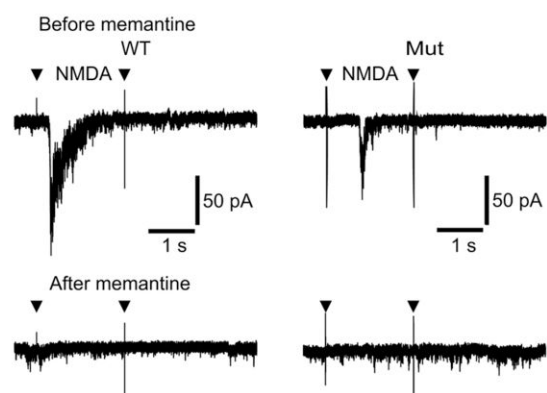 Before memantine
WT
Mut
NMDA
NMDA
50 pA
1 s
50 pA
1 s
After memantine